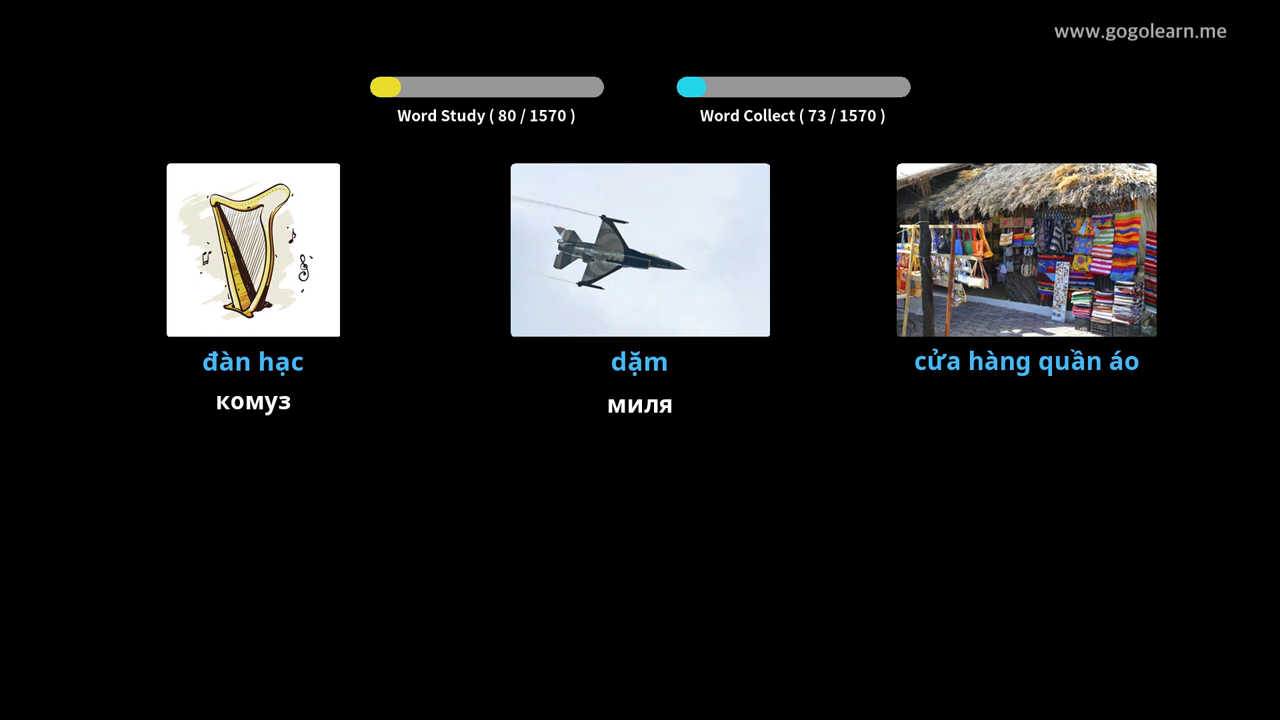 www.gogolearn.me
Word Study ( 80 / 1570 )
Word Collect ( 73 / 1570 )
đàn hạc
комуз
dặm
миля
cửa hàng quần áo